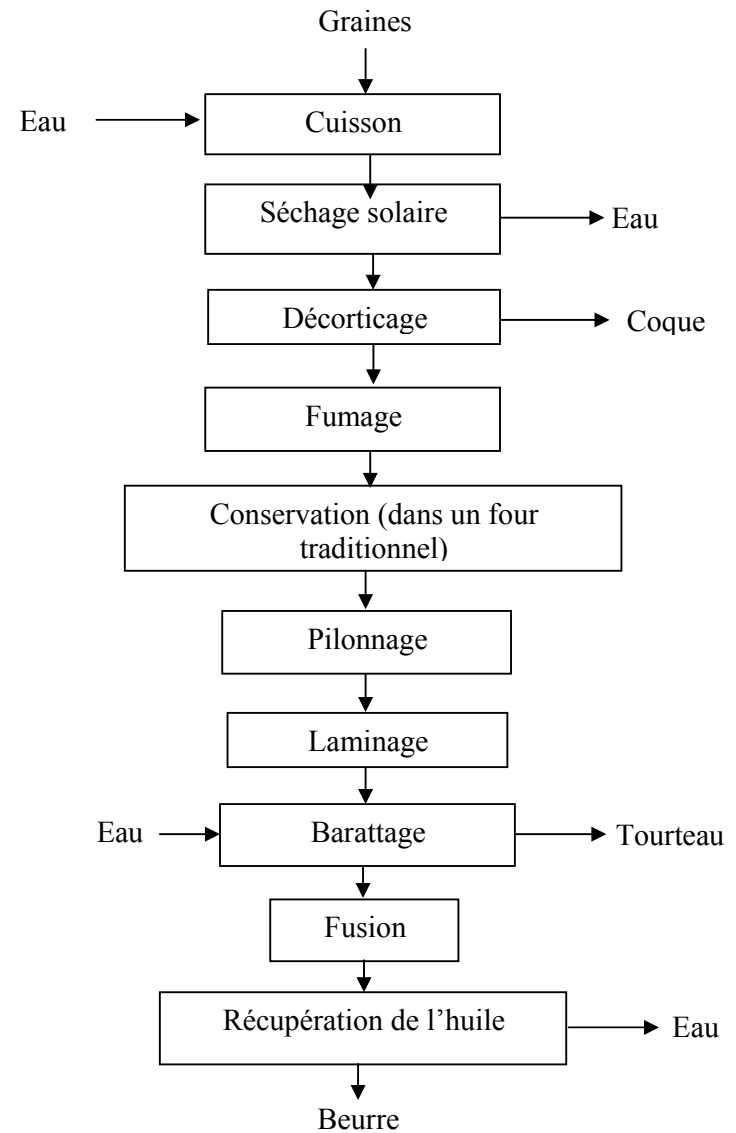 Graines
Eau
Cuisson
Séchage solaire
Eau
Décorticage
Coque
Fumage
Conservation (dans un four
traditionnel)
Pilonnage
Laminage
Eau
Barattage
Tourteau
Fusion
Récupération de l’huile
Eau
Beurre